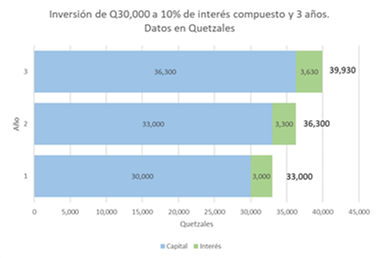 Inversión de Q30,000 a 10% de interés compuesto y 3 años.
Datos en Quetzales
3
36,300
3,630
39,930
Año
2
33,000
3,300
36,300
1
30,000
3,000
33,000
0 5,000 10,000 15,000 20,000 25,000 30,000 35,000 40,000 45,000
Quetzales
Capital Interés